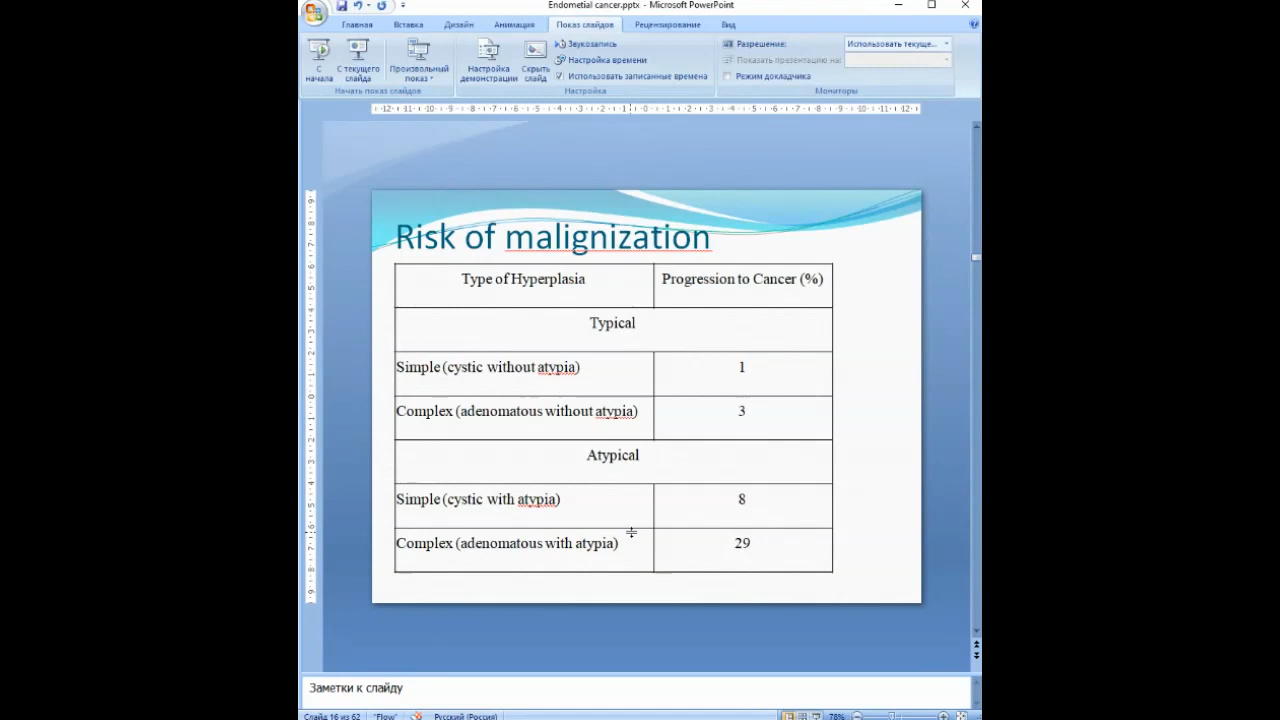 Endometial cancer.pptx - Microsoft PowerPoint
Главная Вставка Дизайн Анимация Показ слайдов Рецензирование Вид
С начала
С текущего слайда
Произвольный показ
Начать показ слайдов
Настройка демонстрации
Скрыть слайд
Звукозапись
Настройка времени
Использовать записанные времена
Настройка
Разрешение: Использовать текуще...
Показать презентацию на:
Режим докладчика
Мониторы
Risk of malignization
Type of Hyperplasia Progression to Cancer (%)
Typical
Simple (cystic without atypia) 1
Complex (adenomatous without atypia) 3
Atypical
Simple (cystic with atypia) 8
Complex (adenomatous with atypia) 29
Заметки к слайду
Слайд 16 из 62 "Flow" Русский (Россия) 78%